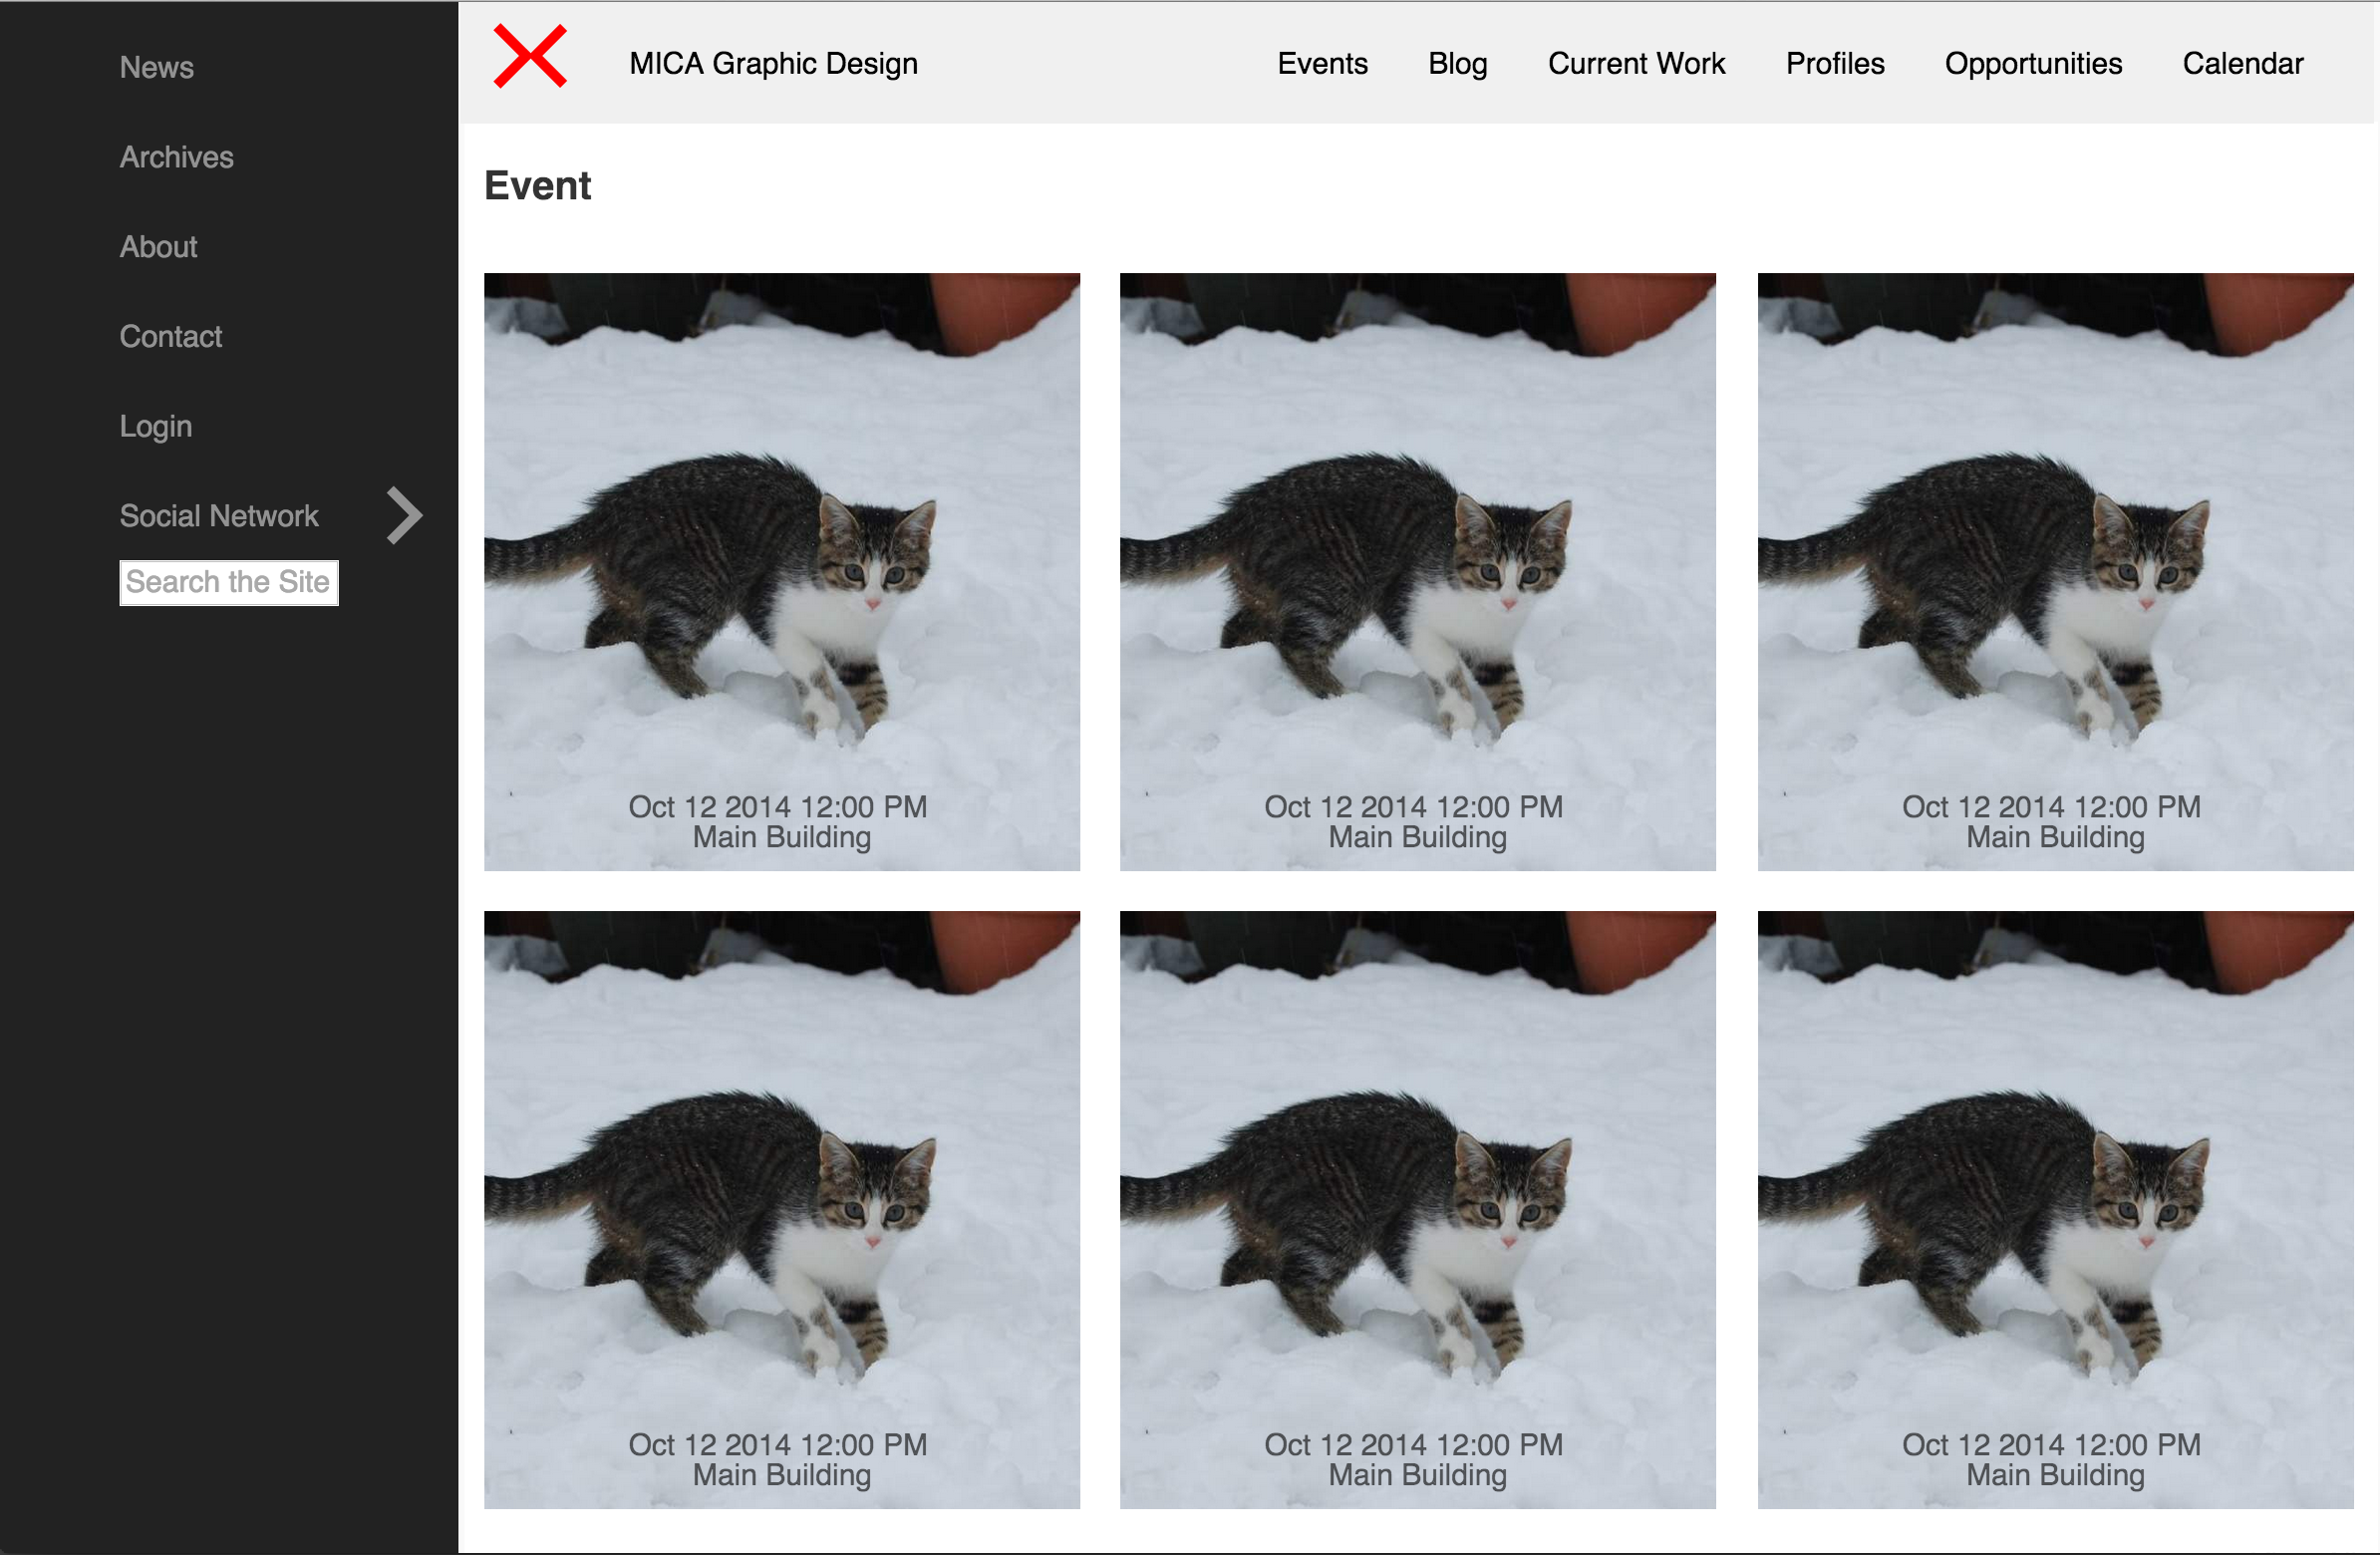 News
Archives
About
Contact
Login
Social Network
Search the Site
MICA Graphic Design
Events
Blog
Current Work
Profiles
Opportunities
Calendar
Event
Oct 12 2014 12:00 PM
Main Building
Oct 12 2014 12:00 PM
Main Building
Oct 12 2014 12:00 PM
Main Building
Oct 12 2014 12:00 PM
Main Building
Oct 12 2014 12:00 PM
Main Building
Oct 12 2014 12:00 PM
Main Building